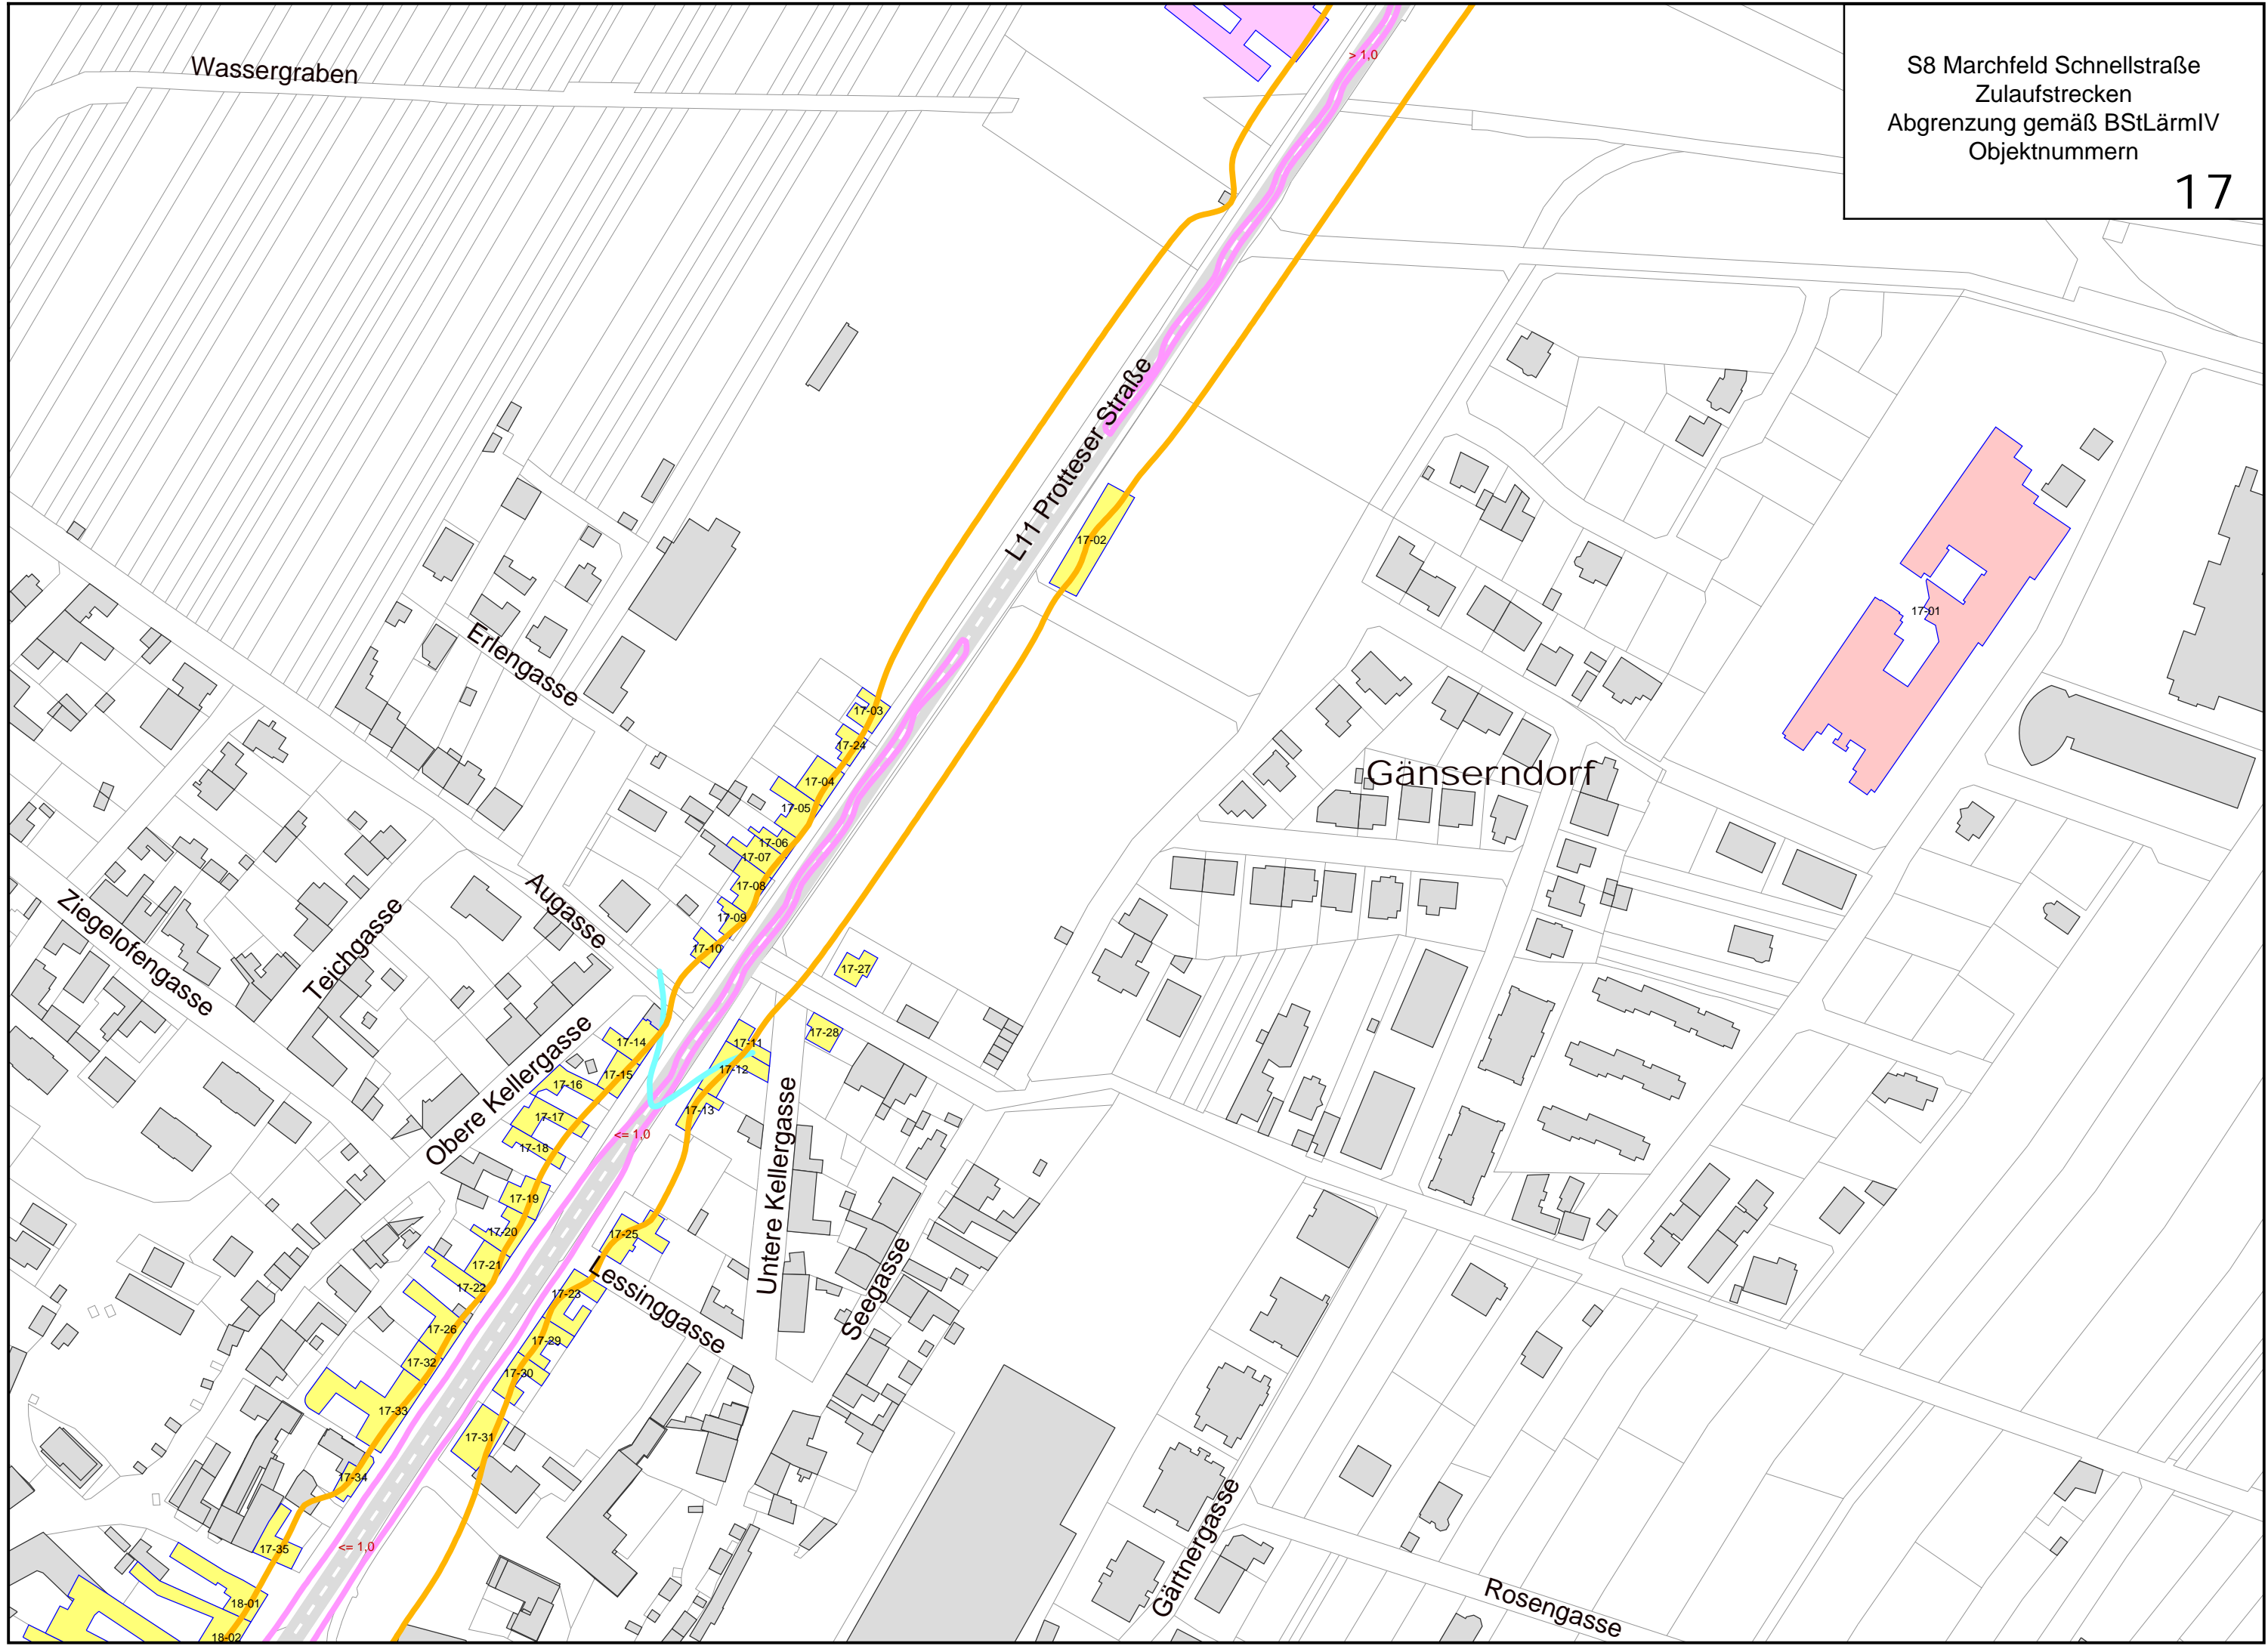 S8 Marchfeld Schnellstraße
Zulaufstrecken
Abgrenzung gemäß BStLärmIV
Objektnummern
17
Wassergraben
> 1,0
L11 Protteser Straße
17-02
17-01
Erlengasse
17-03
17-24
17-04
Gänserndorf
17-05
17-06
17-07
17-08
17-09
17-10
Augasse
Ziegelofengasse
Teichgasse
17-27
17-28
17-14
17-11
17-15
17-12
17-16
17-13
17-17
17-18
Obere Kellergasse
<= 1,0
Untere Kellergasse
17-19
17-20
17-25
17-21
17-22
17-23
Lessinggasse
Seegasse
17-26
17-29
17-32
17-30
17-33
17-31
17-34
17-35
<= 1,0
Gärtnergasse
Rosengasse
18-01
18-02